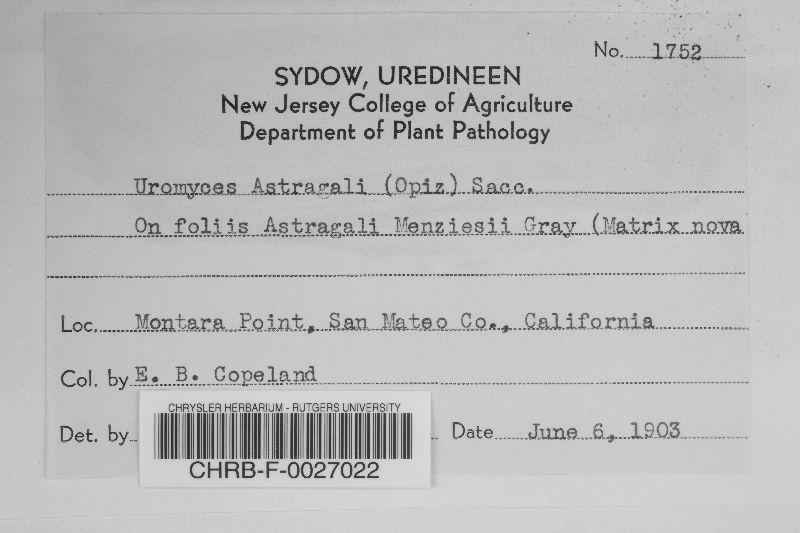 No. 1752
SYDOW, UREDINEEN
New Jersey College of Agriculture
Department of Plant Pathology
Uromyces Astragali (Opiz) Sacc.
On foliis Astragali Menziesii Gray (Matrix nova
Loc. Montara Point, San Mateo Co., California
Col. by E. B. Copeland
Det. by
Date June 6, 1903
CHRYSLER HERBARIUM - RUTGERS UNIVERSITY
CHRB-F-0027022